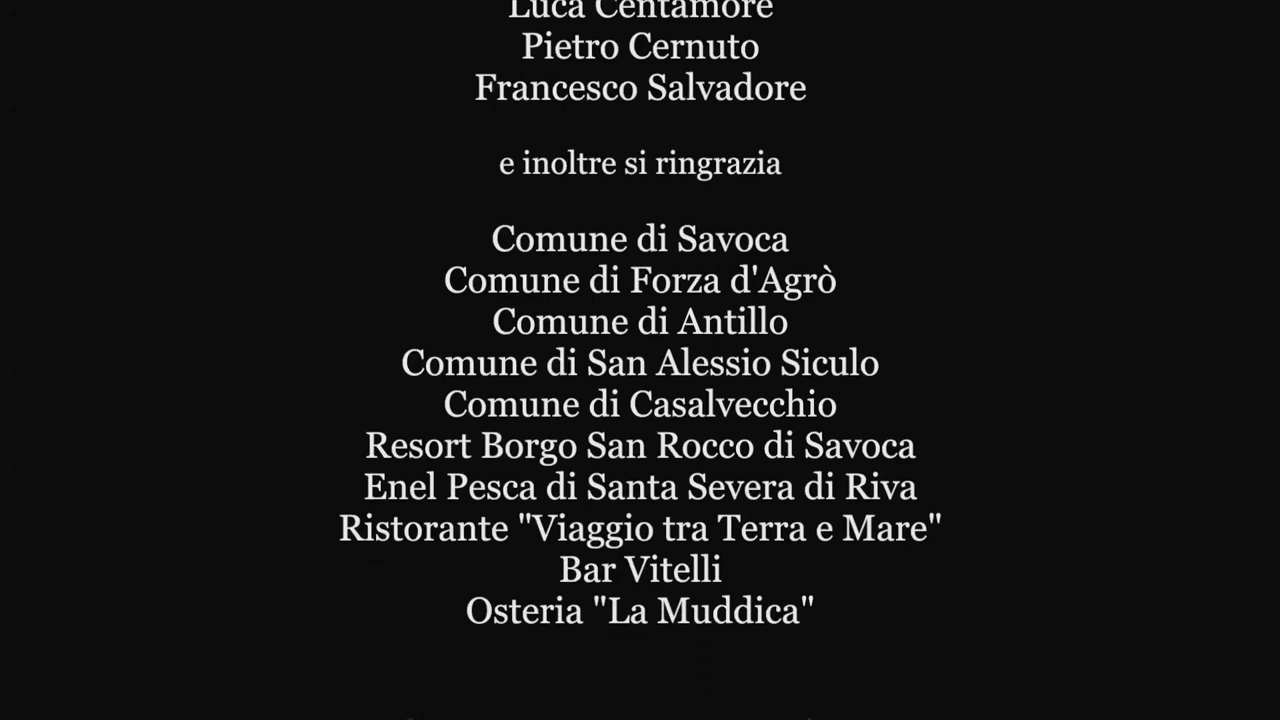 Luca Centamore
Pietro Cernuto
Francesco Salvadore
e inoltre si ringrazia
Comune di Savoca
Comune di Forza d'Agrò
Comune di Antillo
Comune di San Alessio Siculo
Comune di Casalvecchio
Resort Borgo San Rocco di Savoca
Enel Pesca di Santa Severa di Riva
Ristorante "Viaggio tra Terra e Mare"
Bar Vitelli
Osteria "La Muddica"